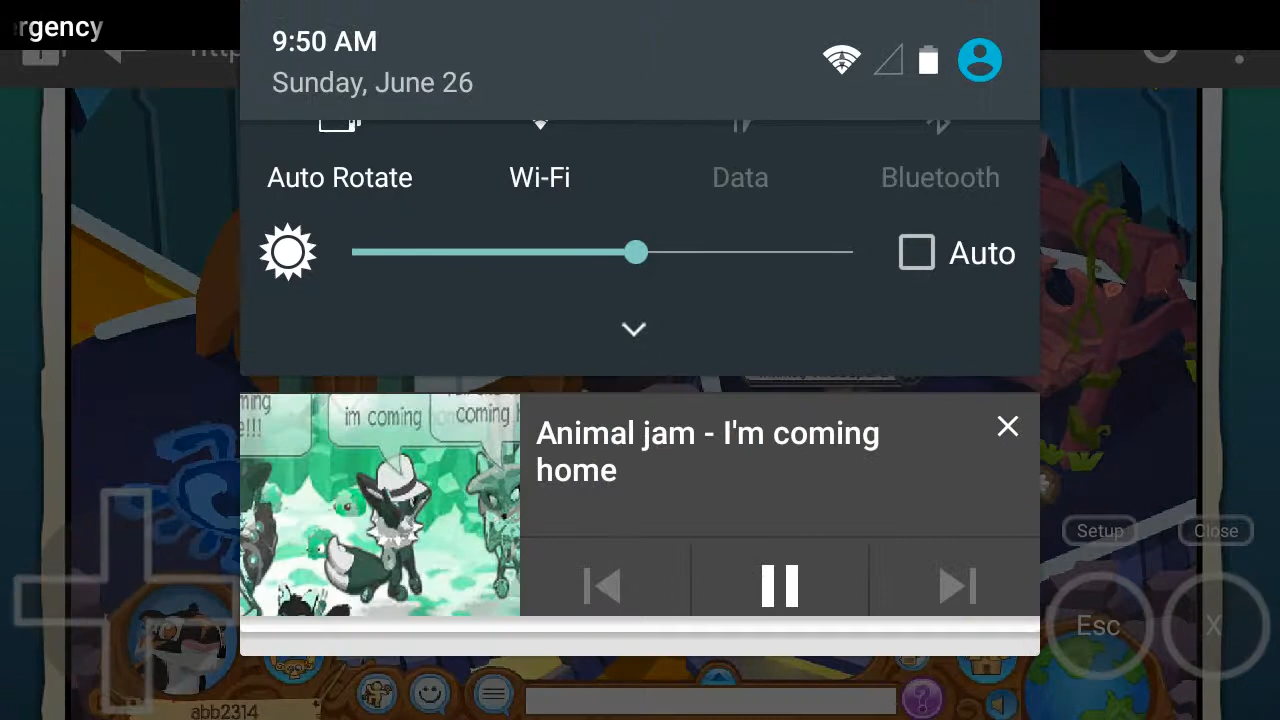 rgency
9:50 AM
Sunday, June 26
Auto Rotate
Wi-Fi
Data
Bluetooth
Auto
im coming
coming
Animal jam - I'm coming
home
Setup
Close
Esc
X
abb2314